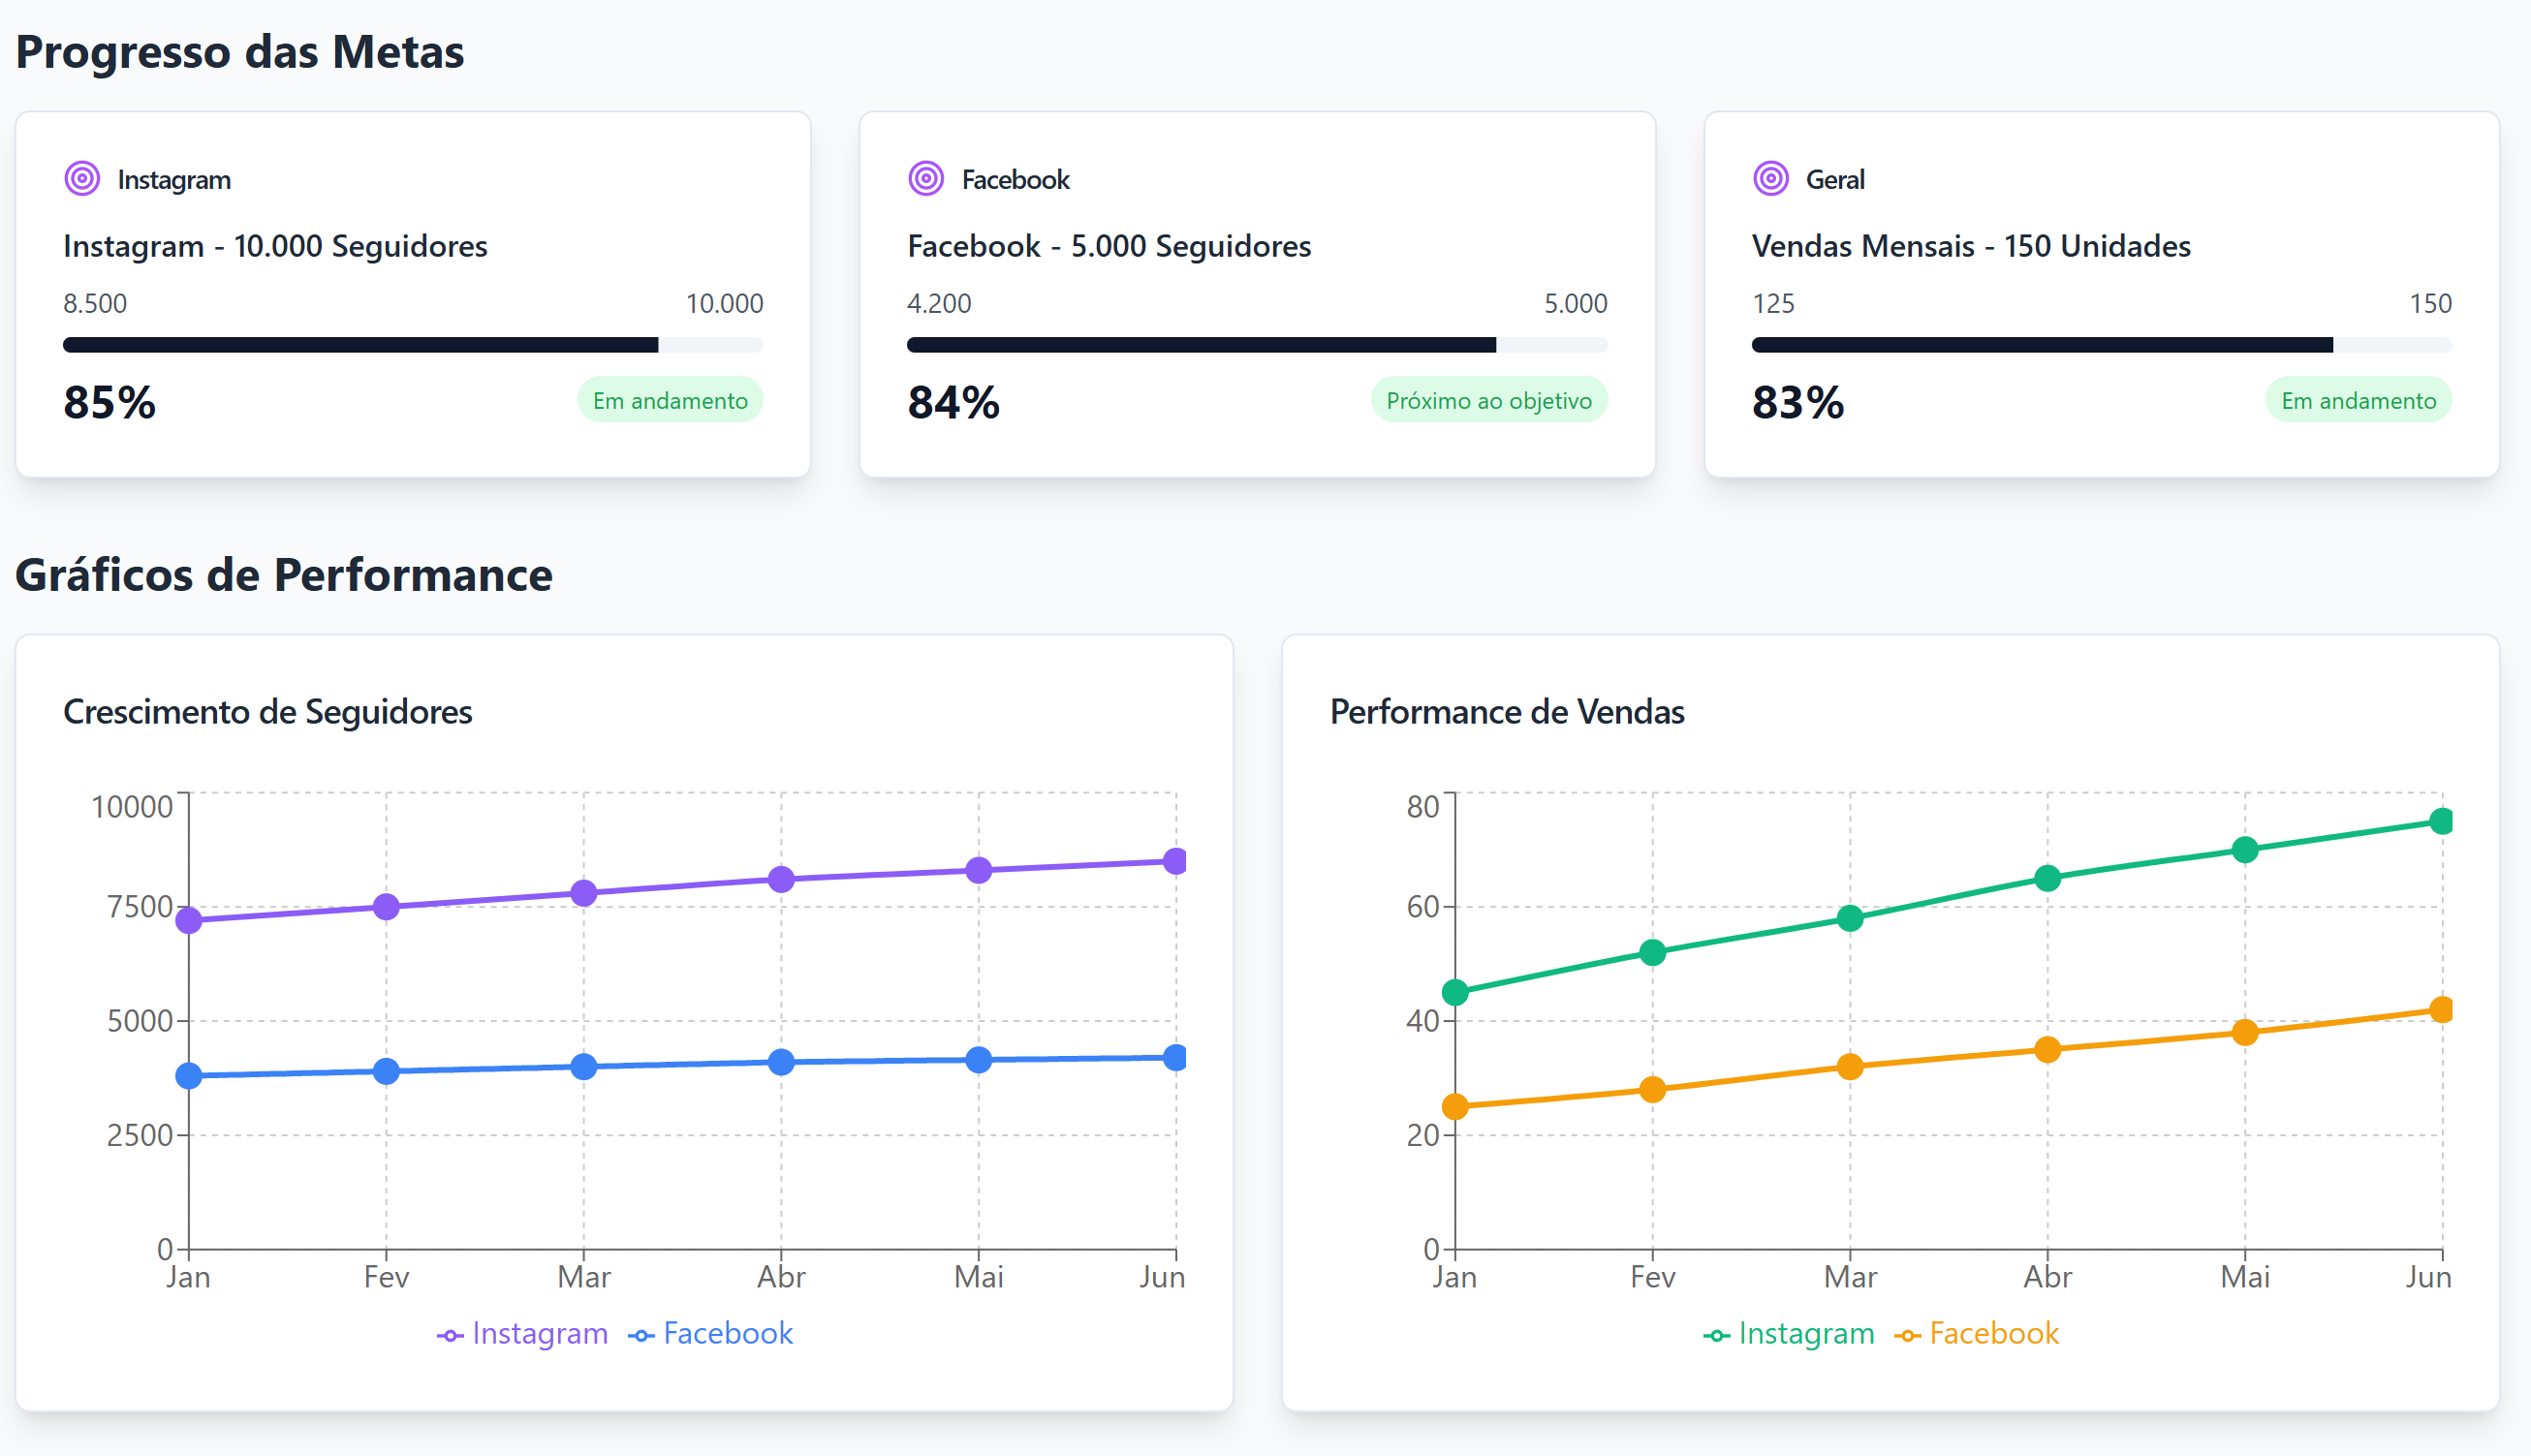 Progresso das Metas
Instagram
Instagram - 10.000 Seguidores
8.500 10.000
85% Em andamento
Facebook
Facebook - 5.000 Seguidores
4.200 5.000
84% Próximo ao objetivo
Geral
Vendas Mensais - 150 Unidades
125 150
83% Em andamento
Gráficos de Performance
Crescimento de Seguidores
10000
7500
5000
2500
0
Jan Fev Mar Abr Mai Jun
Instagram Facebook
Performance de Vendas
80
60
40
20
0
Jan Fev Mar Abr Mai Jun
Instagram Facebook